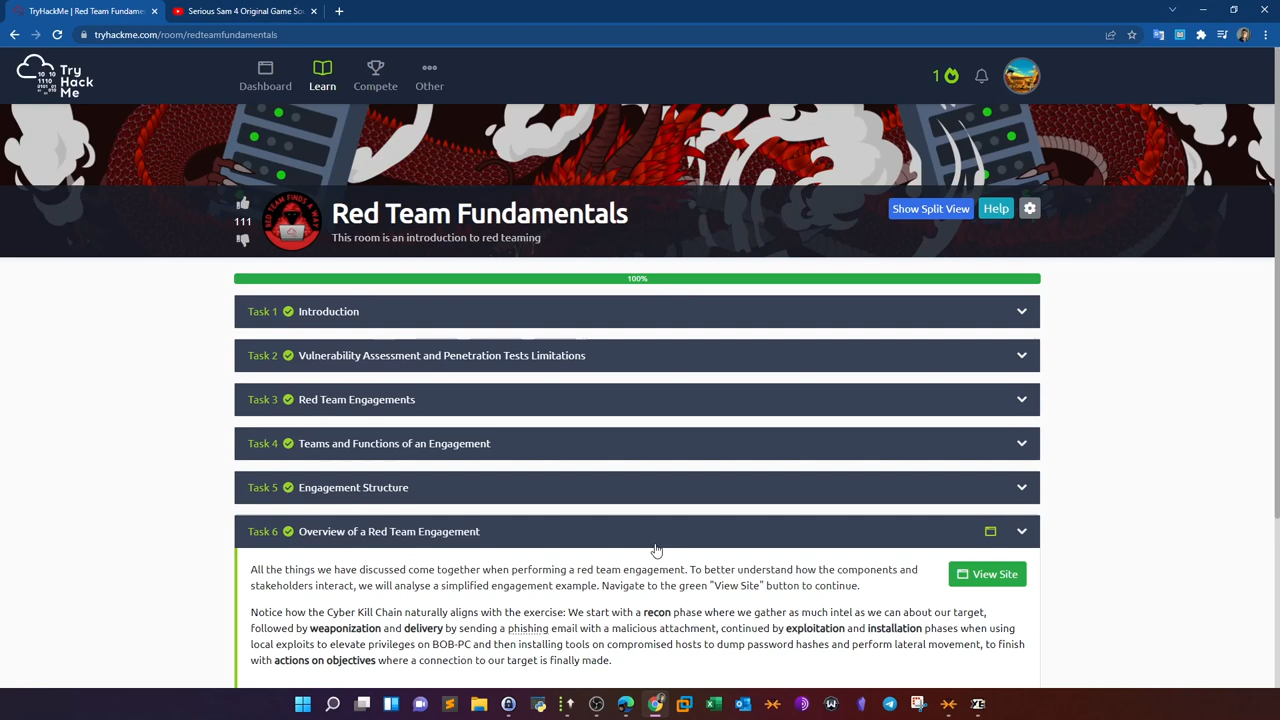 TryHackMe | Red Team Fundame
Serious Sam 4 Original Game Sou
tryhackme.com/room/redteamfundamentals
Try
Hack
Me
Dashboard
Learn
Compete
Other
1
111
RED TEAM FINDS A WAY
Red Team Fundamentals
This room is an introduction to red teaming
Show Split View
Help
100%
Task 1 Introduction
Task 2 Vulnerability Assessment and Penetration Tests Limitations
Task 3 Red Team Engagements
Task 4 Teams and Functions of an Engagement
Task 5 Engagement Structure
Task 6 Overview of a Red Team Engagement
All the things we have discussed come together when performing a red team engagement. To better understand how the components and
stakeholders interact, we will analyse a simplified engagement example. Navigate to the green "View Site" button to continue.
View Site
Notice how the Cyber Kill Chain naturally aligns with the exercise: We start with a recon phase where we gather as much intel as we can about our target,
followed by weaponization and delivery by sending a phishing email with a malicious attachment, continued by exploitation and installation phases when using
local exploits to elevate privileges on BOB-PC and then installing tools on compromised hosts to dump password hashes and perform lateral movement, to finish
with actions on objectives where a connection to our target is finally made.